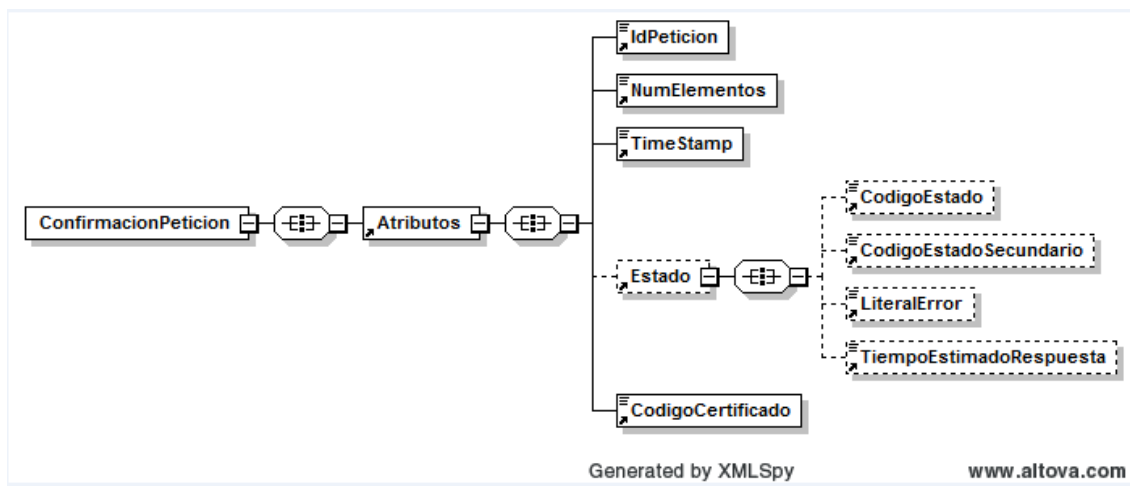 IdPeticion
NumElementos
TimeStamp
ConfirmacionPeticion
Atributos
Estado
CodigoEstado
CodigoEstadoSecundario
LiteralError
TiempoEstimadoRespuesta
CodigoCertificado
Generated by XMLSpy www.altova.com